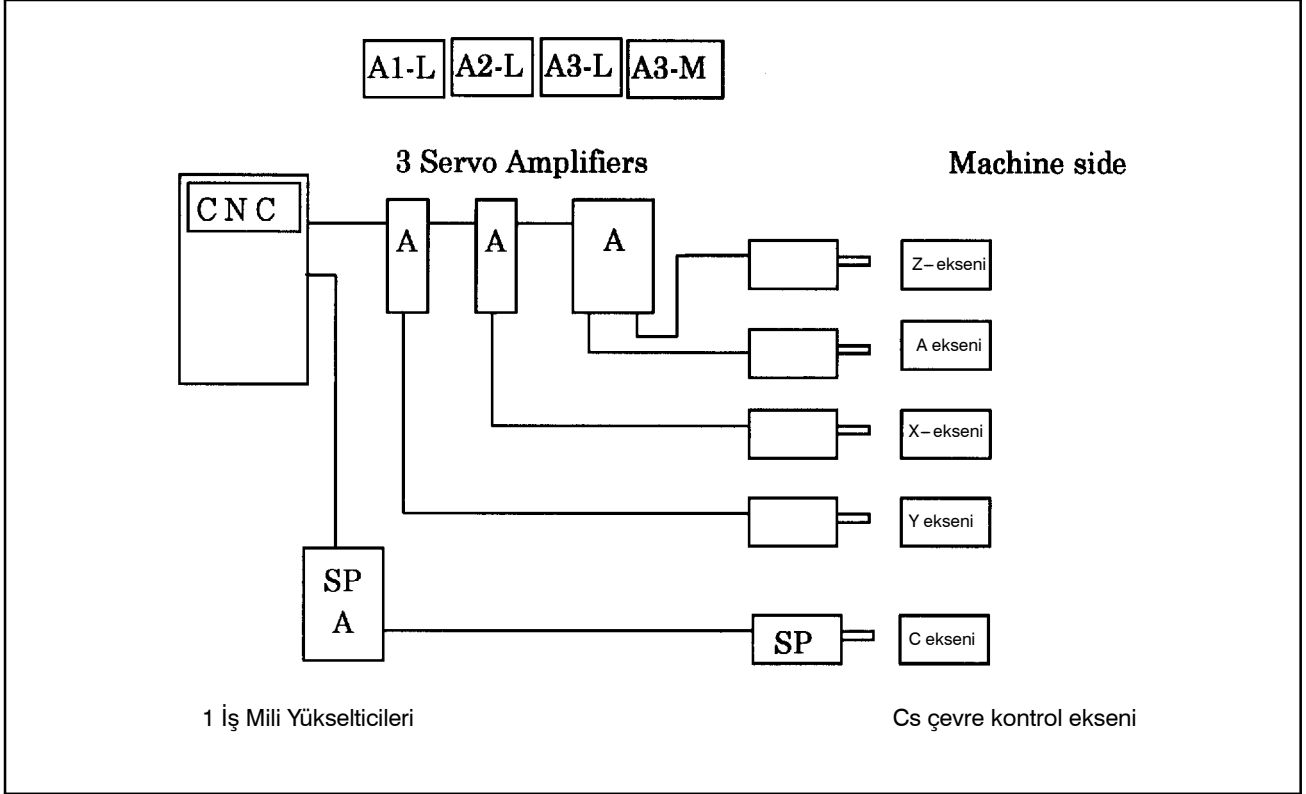 A1-L A2-L A3-L A3-M
3 Servo Amplifiers Machine side
CNC
A A A
Z–ekseni
A ekseni
X–ekseni
Y ekseni
SP
A
SP
C ekseni
1 İş Mili Yükselticileri Cs çevre kontrol ekseni